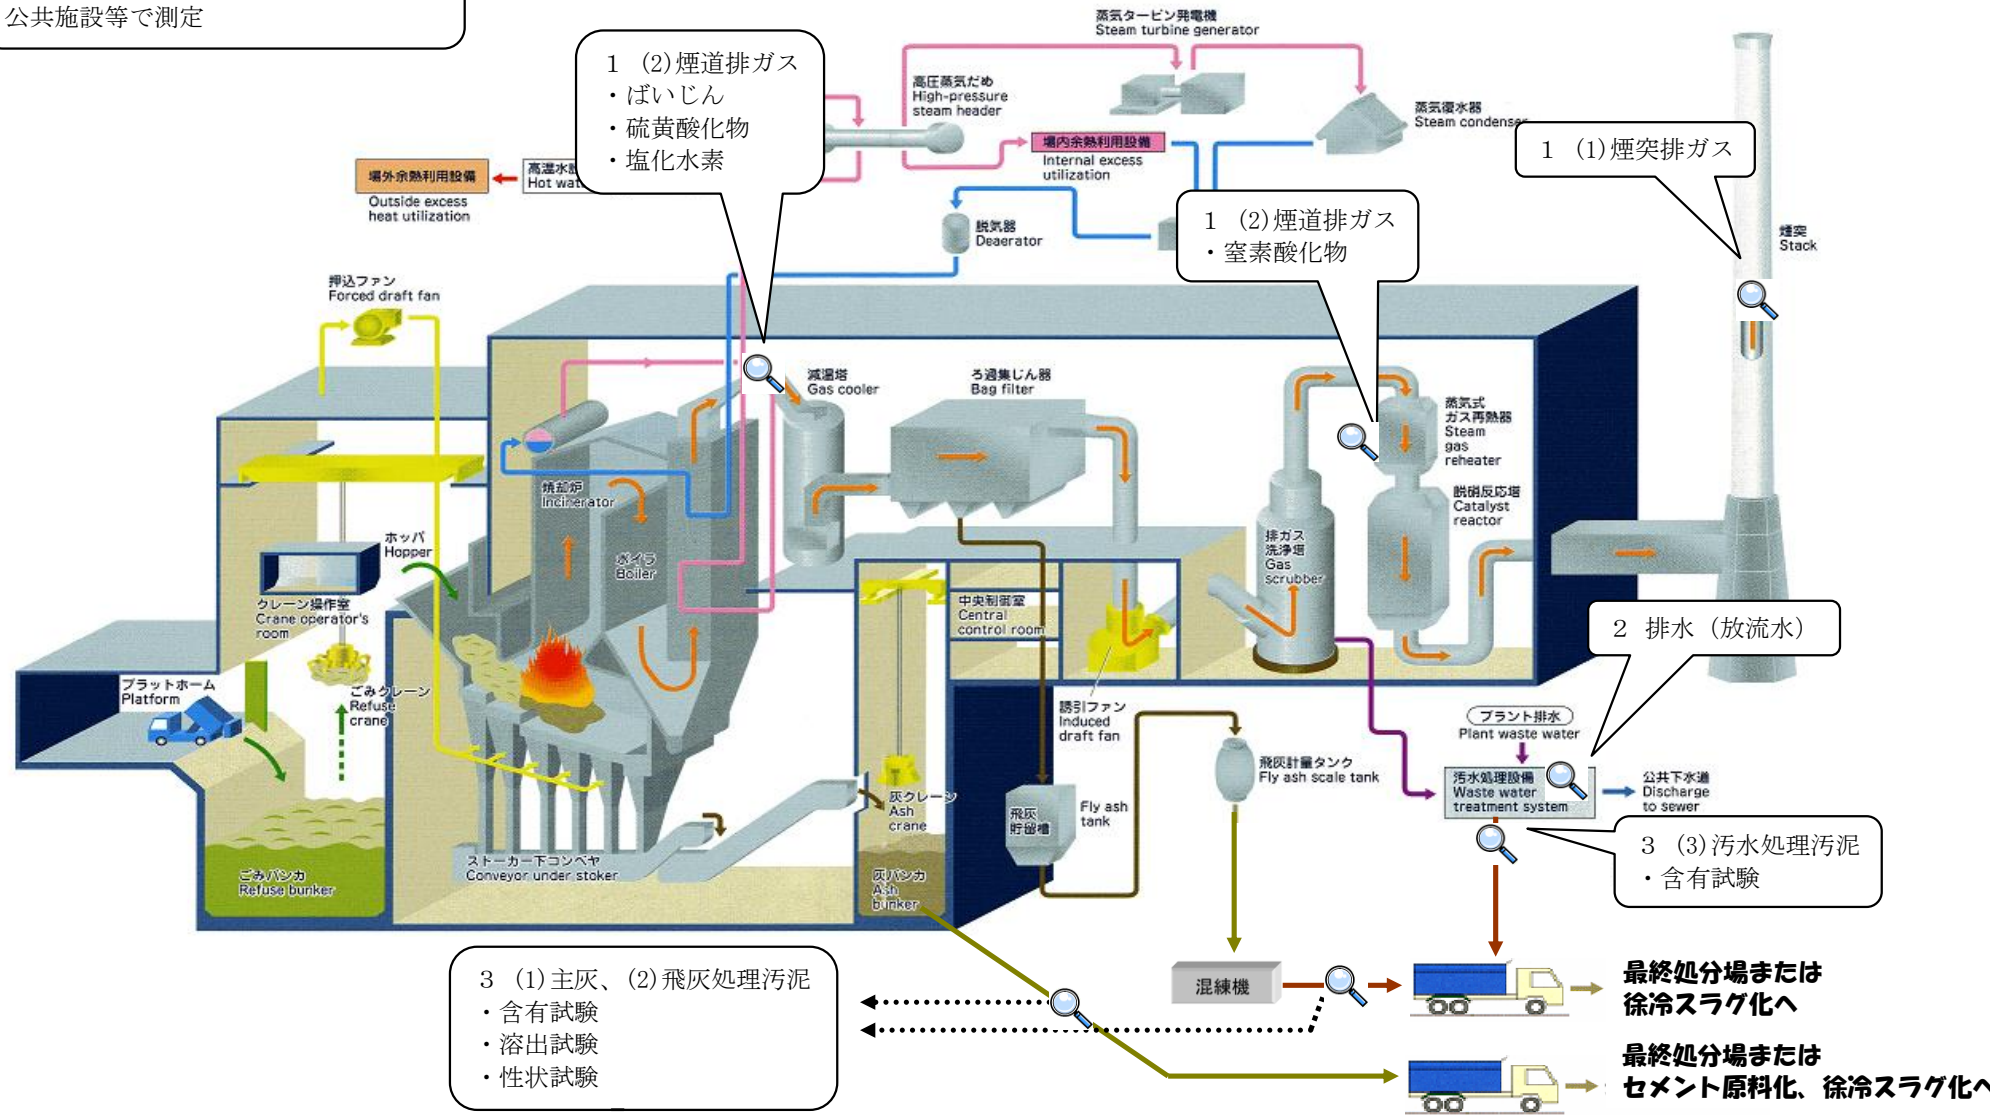 公共施設等で測定
蒸気タービン発電機
Steam turbine generator
1 (2)煙道排ガス
・ばいじん
・硫黄酸化物
・塩化水素
高圧蒸気だめ
High-pressure
steam header
蒸気復水器
Steam condenser
1 (1)煙突排ガス
場内余熱利用設備
Internal excess
utilization
場外余熱利用設備
Outside excess
heat utilization
高温水
Hot
1 (2)煙道排ガス
・窒素酸化物
脱気器
Deaerator
煙突
Stack
押込ファン
Forced draft fan
減温塔
Gas cooler
ろ過集じん器
Bag filter
蒸気式
ガス再熱器
Steam
gas
reheater
焼却炉
Incinerator
脱硝反応塔
Catalyst
reactor
ホッパ
Hopper
ボイラ
Boiler
排ガス
洗浄塔
Gas
scrubber
クレーン操作室
Crane operator's
room
中央制御室
Central
control room
2 排水（放流水）
プラットホーム
Platform
ごみクレーン
Refuse
crane
誘引ファン
Induced
draft fan
プラント排水
Plant waste water
飛灰計量タンク
Fly ash scale tank
汚水処理設備
Waste water
treatment system
公共下水道
Discharge
to sewer
灰クレーン
Ash
crane
飛灰
貯留槽
Fly ash
tank
3 (3)汚水処理汚泥
・含有試験
ストーカー下コンベヤ
Conveyor under stoker
ごみバンカ
Refuse bunker
灰バンカ
Ash
bunker
3 (1)主灰、(2)飛灰処理汚泥
・含有試験
・溶出試験
・性状試験
混練機
最終処分場または
徐冷スラグ化へ
最終処分場または
セメント原料化、徐冷スラグ化へ